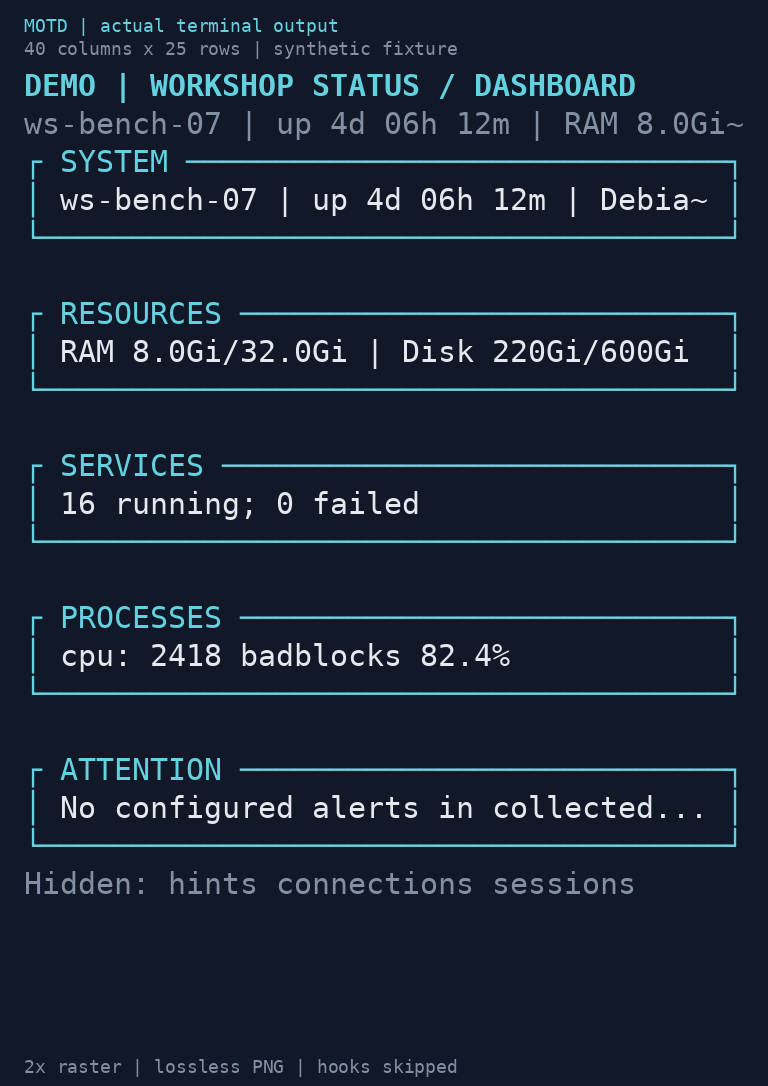 MOTD | actual terminal output
40 columns x 25 rows | synthetic fixture
DEMO | WORKSHOP STATUS / DASHBOARD
ws-bench-07 | up 4d 06h 12m | RAM 8.0Gi~
SYSTEM
ws-bench-07 | up 4d 06h 12m | Debia~
RESOURCES
RAM 8.0Gi/32.0Gi | Disk 220Gi/600Gi
SERVICES
16 running; 0 failed
PROCESSES
cpu: 2418 badblocks 82.4%
ATTENTION
No configured alerts in collected...
Hidden: hints connections sessions
2x raster | lossless PNG | hooks skipped